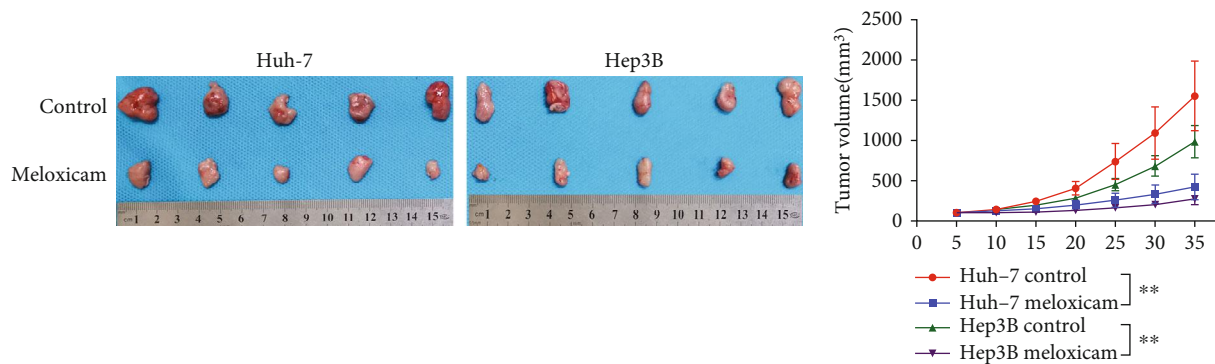 Huh-7
Hep3B
Control
Meloxicam
cm 1 2 3 4 5 6 7 8 9 10 11 12 13 14 15
cm 1 2 3 4 5 6 7 8 9 10 11 12 13 14 15
Tumor volume(mm³)
2500
2000
1500
1000
500
0
0 5 10 15 20 25 30 35
Huh–7 control
Huh–7 meloxicam
**
Hep3B control
Hep3B meloxicam
**